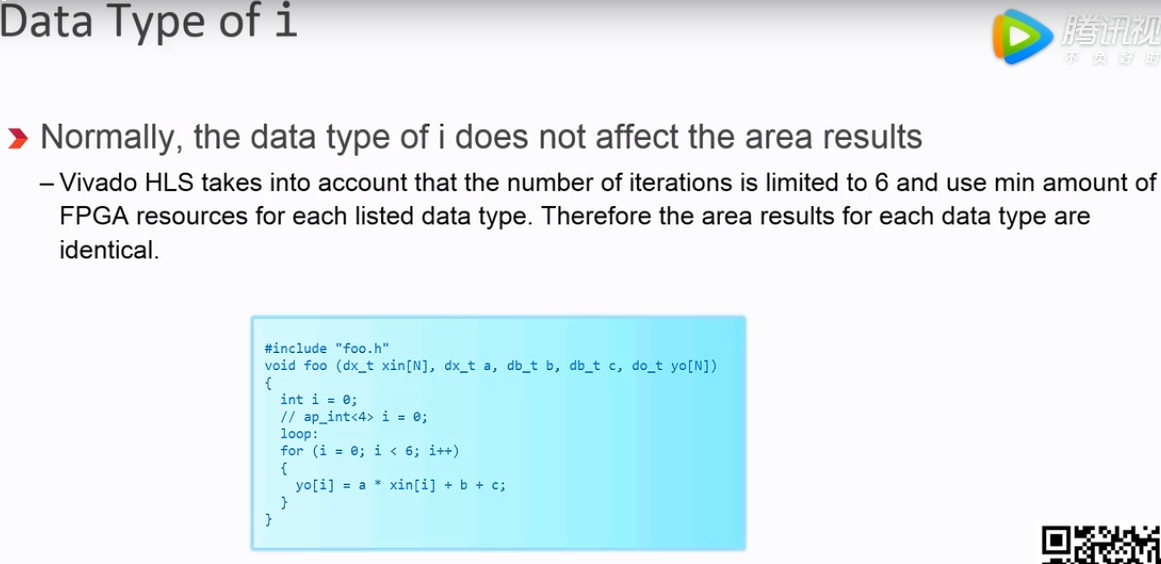 Data Type of i
腾讯视
不 负 好 时
Normally, the data type of i does not affect the area results
– Vivado HLS takes into account that the number of iterations is limited to 6 and use min amount of
FPGA resources for each listed data type. Therefore the area results for each data type are
identical.
#include "foo.h"
void foo (dx_t xin[N], dx_t a, db_t b, db_t c, do_t yo[N])
{
int i = 0;
// ap_int<4> i = 0;
loop:
for (i = 0; i < 6; i++)
{
yo[i] = a * xin[i] + b + c;
}
}